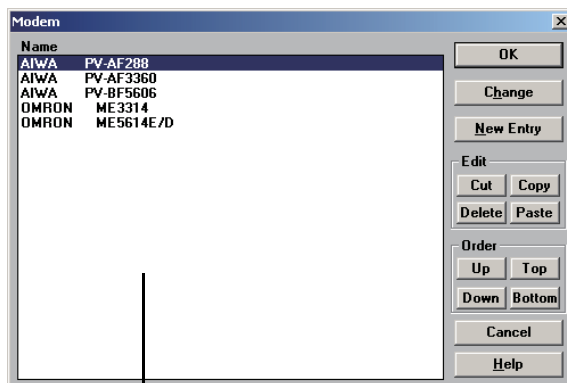 Modem
Name
AIWA PV-AF288
AIWA PV-AF3360
AIWA PV-BF5606
OMRON ME3314
OMRON ME5614E/D
OK
Change
New Entry
Edit
Cut Copy
Delete Paste
Order
Up Top
Down Bottom
Cancel
Help